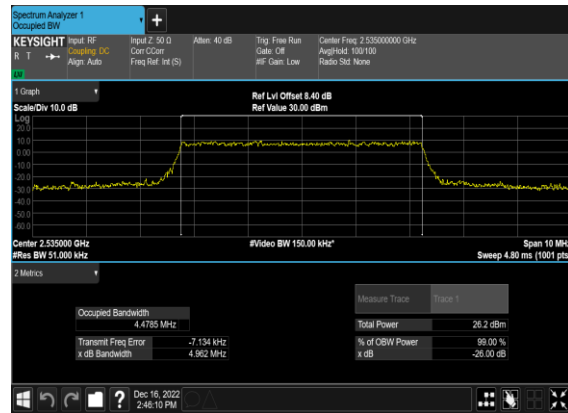 Spectrum Analyzer 1
Occupied BW
+
KEYSIGHT Input: RF Input Z: 50 Ω Atten: 40 dB Trig: Free Run Center Freq: 2.535000000 GHz
R T Coupling: DC Corr CCorr Gate: Off Avg|Hold: 100/100
Align: Auto Freq Ref: Int (S) #IF Gain: Low Radio Std: None
LXI
1 Graph
Ref Lvl Offset 8.40 dB
Scale/Div 10.0 dB Ref Value 30.00 dBm
Log
20.0
10.0
0.00
-10.0
-20.0
-30.0
-40.0
-50.0
-60.0
Center 2.535000 GHz #Video BW 150.00 kHz* Span 10 MHz
#Res BW 51.000 kHz Sweep 4.80 ms (1001 pts
2 Metrics
Measure Trace Trace 1
Occupied Bandwidth
4.4785 MHz Total Power 26.2 dBm
Transmit Freq Error -7.134 kHz % of OBW Power 99.00 %
x dB Bandwidth 4.962 MHz x dB -26.00 dB
? Dec 16, 2022
2:46:10 PM